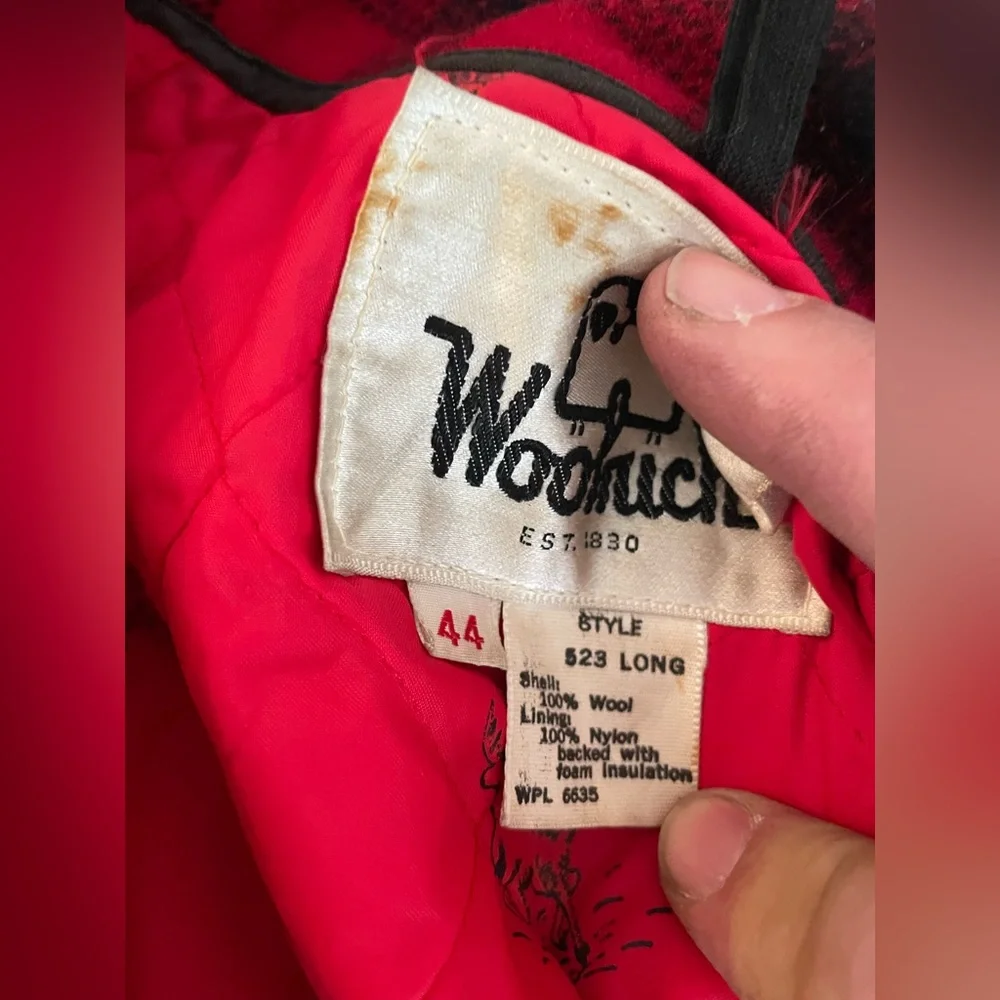 Woolrich
EST. 1830
44
STYLE
523 LONG
Shell:
100% Wool
Lining:
100% Nylon
backed with
foam insulation
WPL 6635